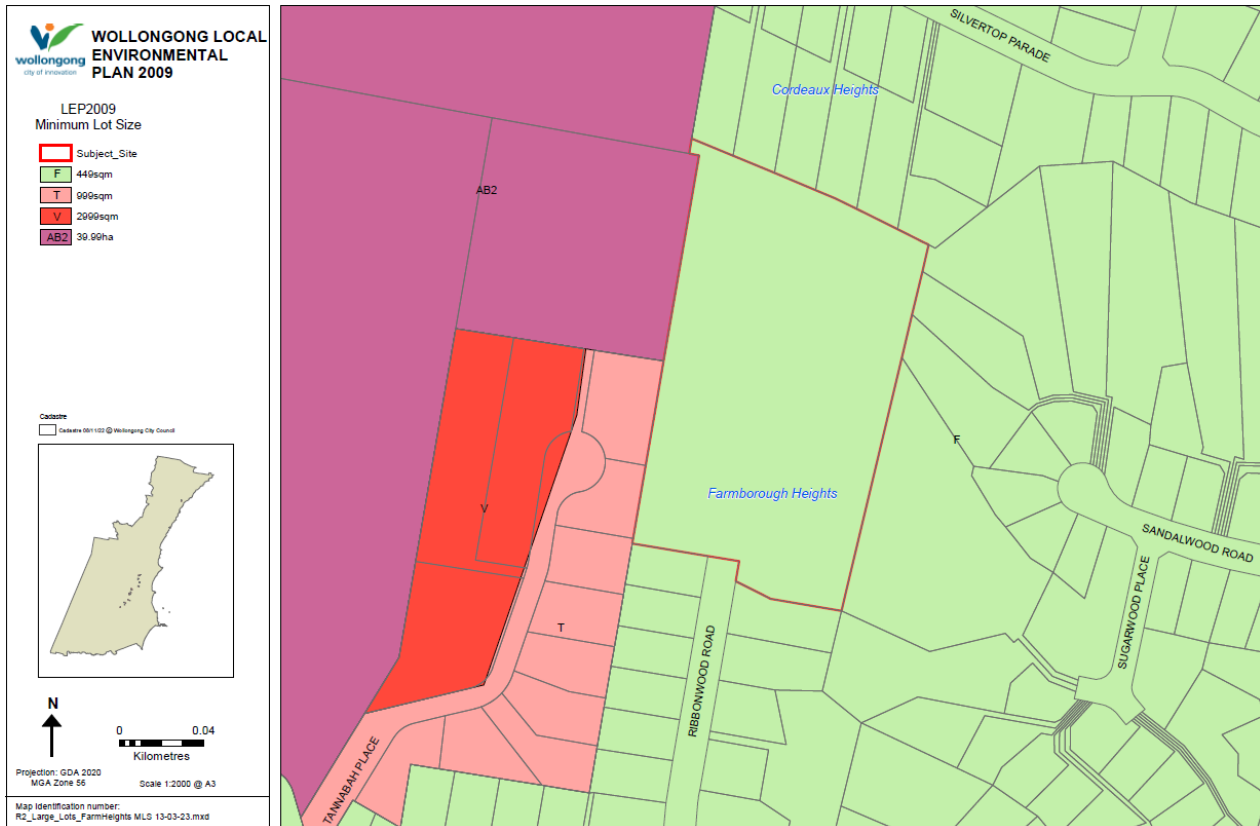 wollongong
city of innovation
WOLLONGONG LOCAL
ENVIRONMENTAL
PLAN 2009
LEP2009
Minimum Lot Size
Subject_Site
F 449sqm
T 999sqm
V 2999sqm
AB2 39.99ha
Cadastre
Cadastre 08/11/22 @ Wollongong City Council
N
0 0.04
Kilometres
Projection: GDA 2020
MGA Zone 56
Scale 1:2000 @ A3
Map Identification number:
R2_Large_Lots_FarmHeights MLS 13-03-23.mxd
SILVERTOP PARADE
Cordeaux Heights
AB2
F
Farmborough Heights
V
SANDALWOOD ROAD
SUGARWOOD PLACE
T
RIBBONWOOD ROAD
TANNABAH PLACE